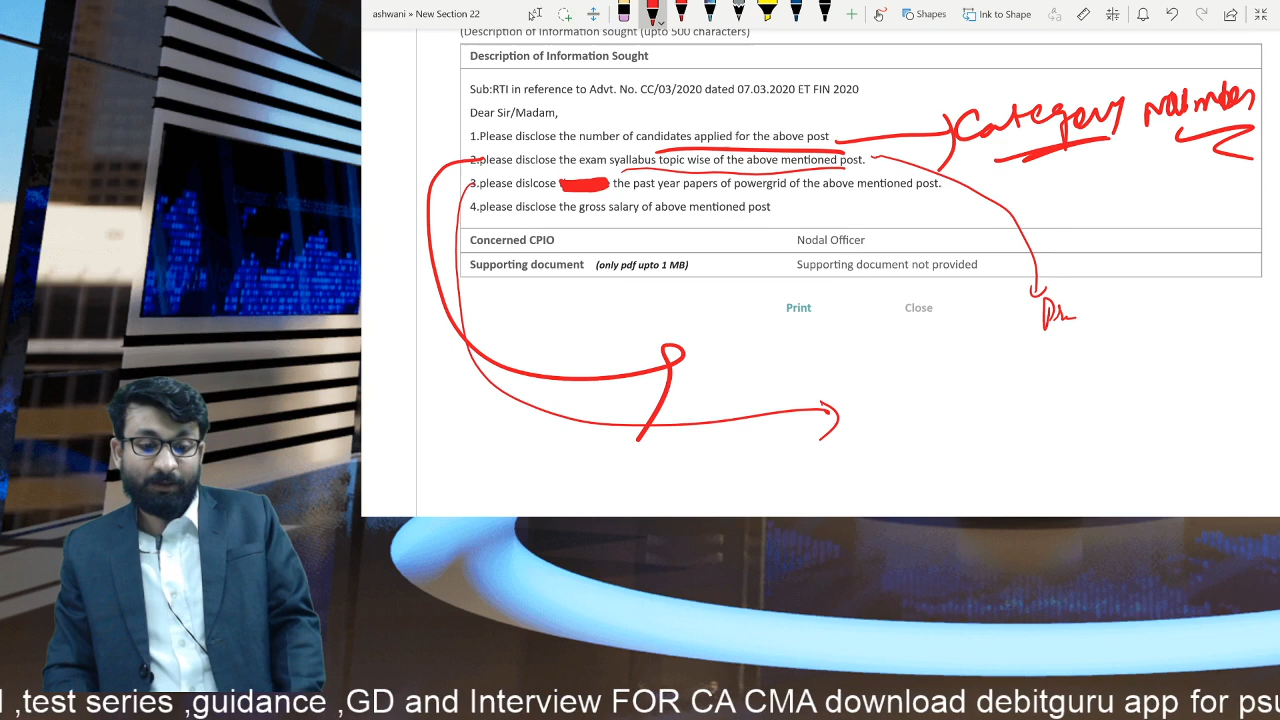 ashwani » New Section 22
Shapes
Ink to Shape
(Description of Information sought (upto 500 characters)
Description of Information Sought
Sub:RTI in reference to Advt. No. CC/03/2020 dated 07.03.2020 ET FIN 2020
Dear Sir/Madam,
1.Please disclose the number of candidates applied for the above post
Category
2.please disclose the exam syallabus topic wise of the above mentioned post.
3.please dislcose the past year papers of powergrid of the above mentioned post.
4.please disclose the gross salary of above mentioned post
Concerned CPIO Nodal Officer
Supporting document (only pdf upto 1 MB) Supporting document not provided
Print Close
,test series ,guidance ,GD and Interview FOR CA CMA download debitguru app for psu